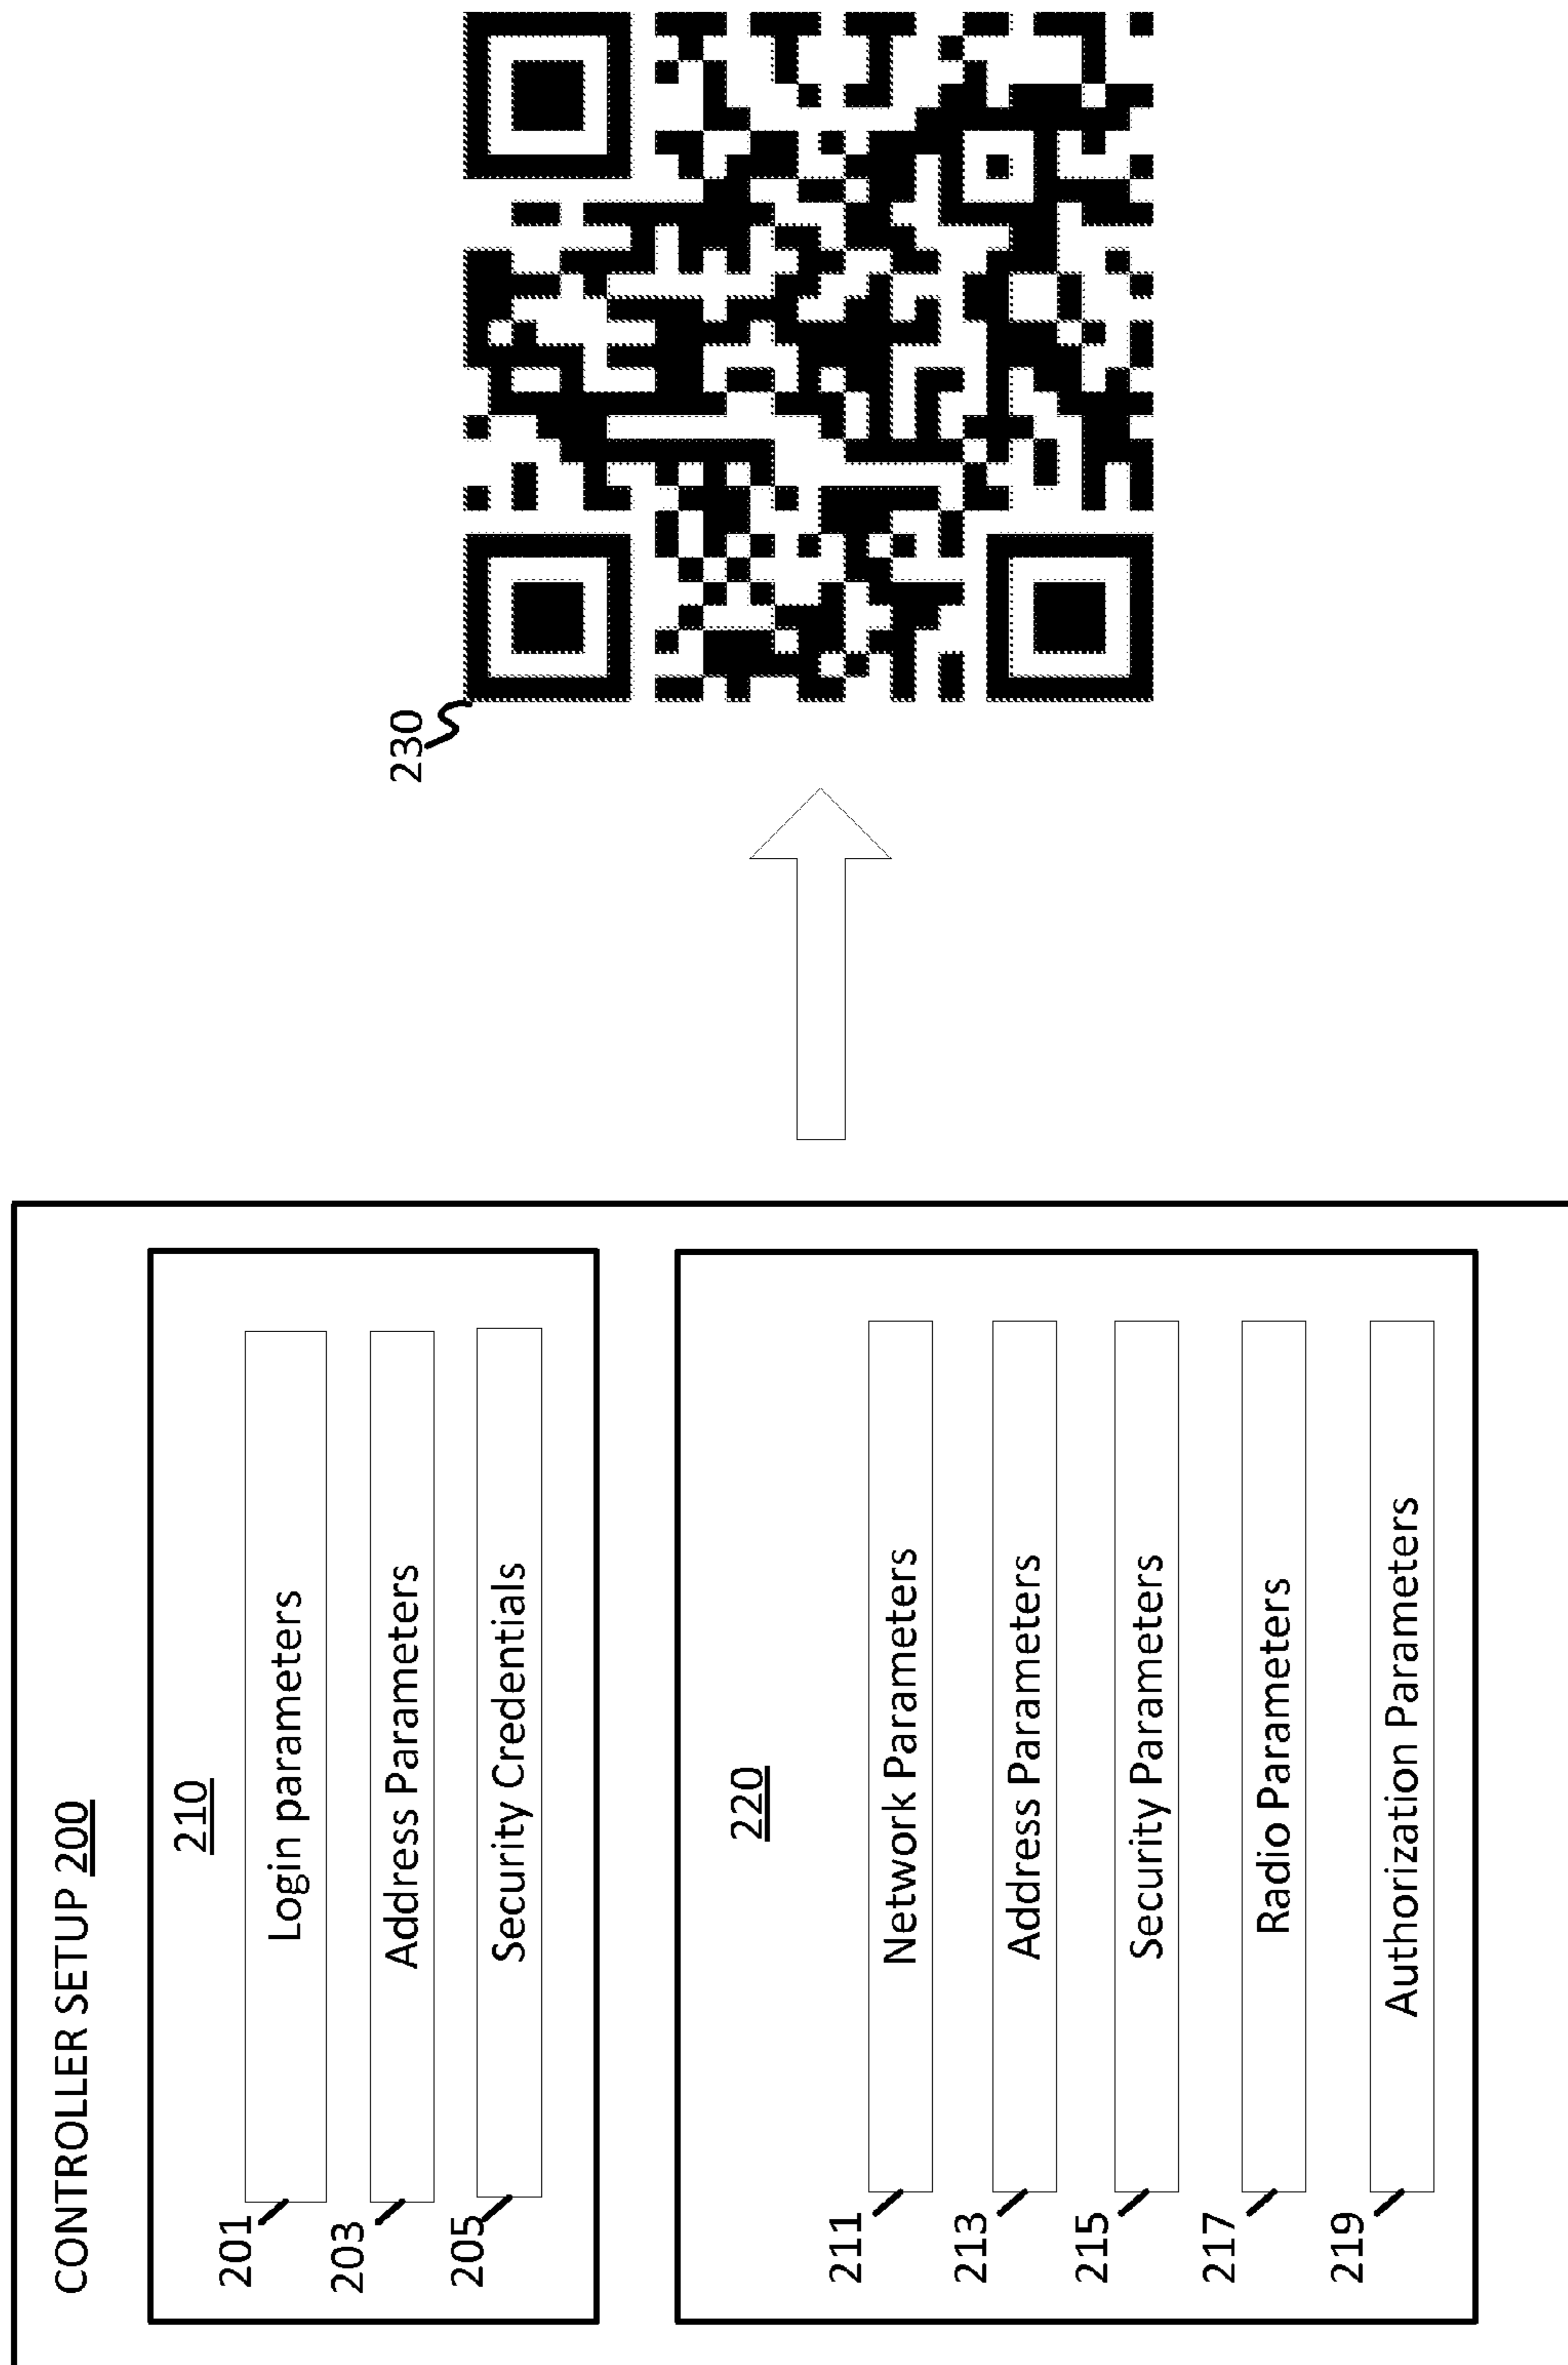 CONTROLLER SETUP 200
210
201
Login parameters
203
Address Parameters
205
Security Credentials
220
211
Network Parameters
213
Address Parameters
215
Security Parameters
217
Radio Parameters
219
Authorization Parameters
230